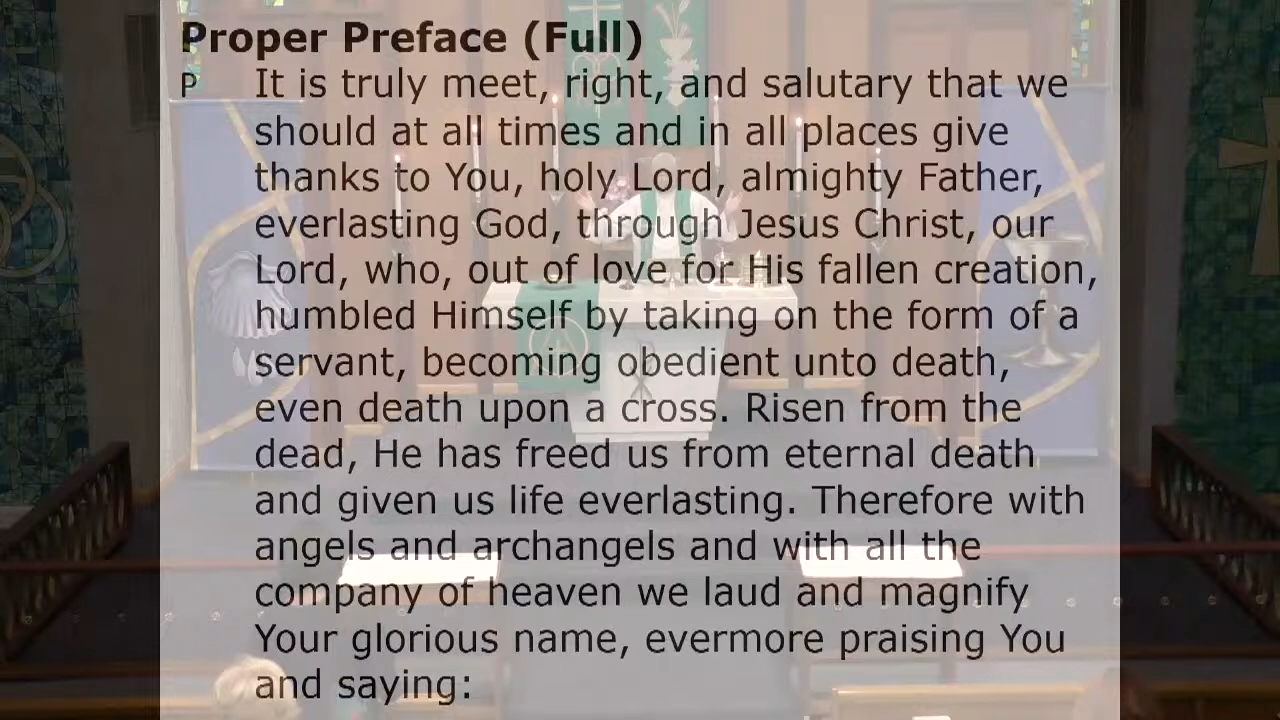 Proper Preface (Full)
P It is truly meet, right, and salutary that we
should at all times and in all places give
thanks to You, holy Lord, almighty Father,
everlasting God, through Jesus Christ, our
Lord, who, out of love for His fallen creation,
humbled Himself by taking on the form of a
servant, becoming obedient unto death,
even death upon a cross. Risen from the
dead, He has freed us from eternal death
and given us life everlasting. Therefore with
angels and archangels and with all the
company of heaven we laud and magnify
Your glorious name, evermore praising You
and saying: